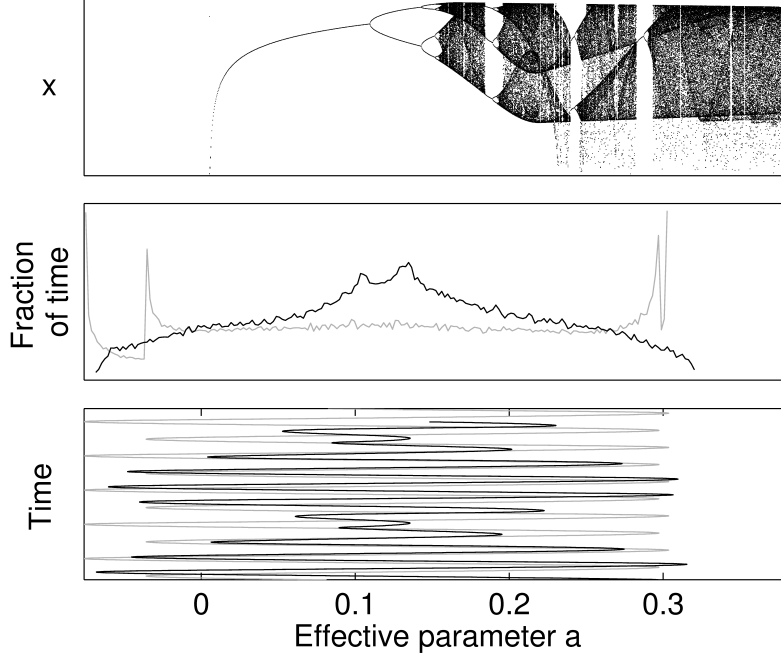 x
Fraction
of time
Time
0 0.1 0.2 0.3
Effective parameter a